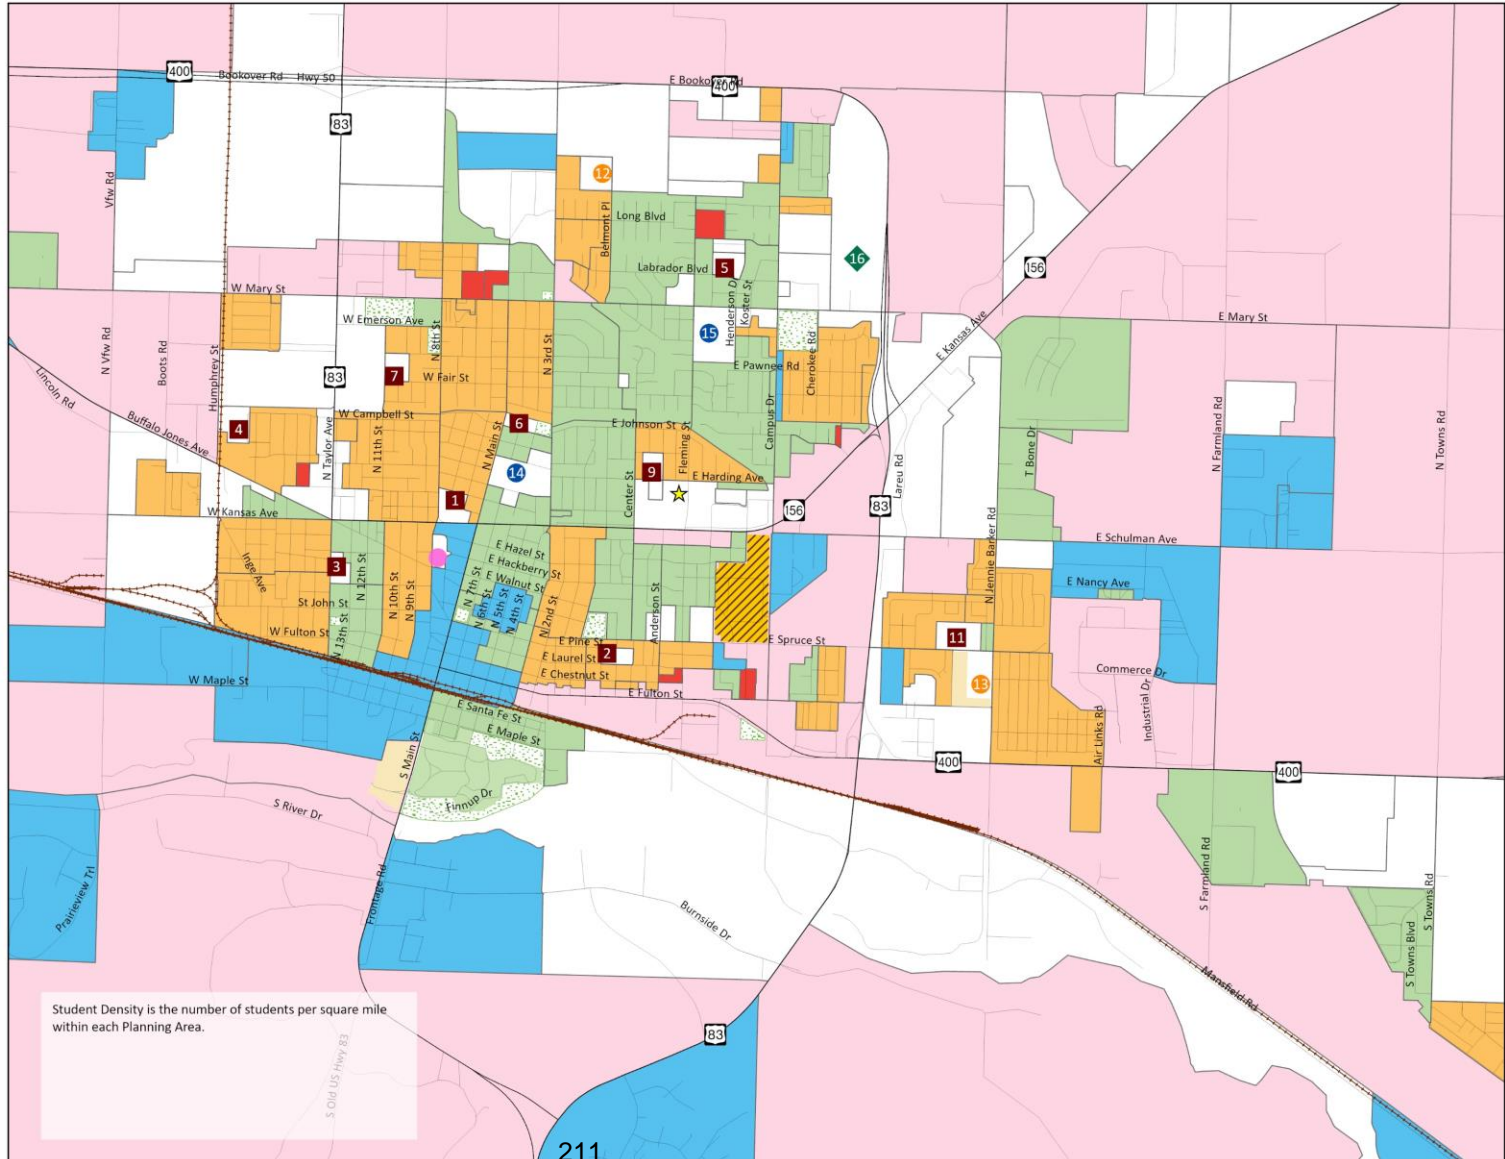 400
Bookover Rd Hwy 50
E Bookover Rd
400
83
Vfw Rd
12
Belmont Pl
Long Blvd
Labrador Blvd
5
16
156
W Mary St
Henderson Dr
Koster St
E Mary St
W Emerson Ave
N 8th St
N 3rd St
15
E Kansas Ave
N Vfw Rd
Boots Rd
Humphrey St
83
7
W Fair St
E Pawnee Rd
Cherokee Rd
Lincoln Rd
Buffalo Jones Ave
4
W Campbell St
N Taylor Ave
N 11th St
N Main St
6
E Johnson St
Fleming St
Campus Dr
T Bone Dr
N Farmland Rd
N Towns Rd
14
Center St
9
E Harding Ave
Lareu Rd
1
W Kansas Ave
156
83
N Jennie Barker Rd
E Schulman Ave
Inge Ave
3
N 12th St
E Hazel St
E Hackberry St
E Walnut St
E Nancy Ave
St John St
N 10th St
N 9th St
N 7th St
N 6th St
N 5th St
N 4th St
N 2nd St
Anderson St
W Fulton St
N 13th St
E Pine St
E Spruce St
11
E Laurel St
2
E Chestnut St
W Maple St
E Fulton St
13
Commerce Dr
Industrial Dr
Air Links Rd
E Santa Fe St
E Maple St
S Main St
400
400
Finnup Dr
S River Dr
Prairieview Trl
Frontage Rd
Burnside Dr
S Farmland Rd
S Towns Rd
S Towns Blvd
Mansfield Rd
Student Density is the number of students per square mile
within each Planning Area.
S Old US Hwy 83
83
211